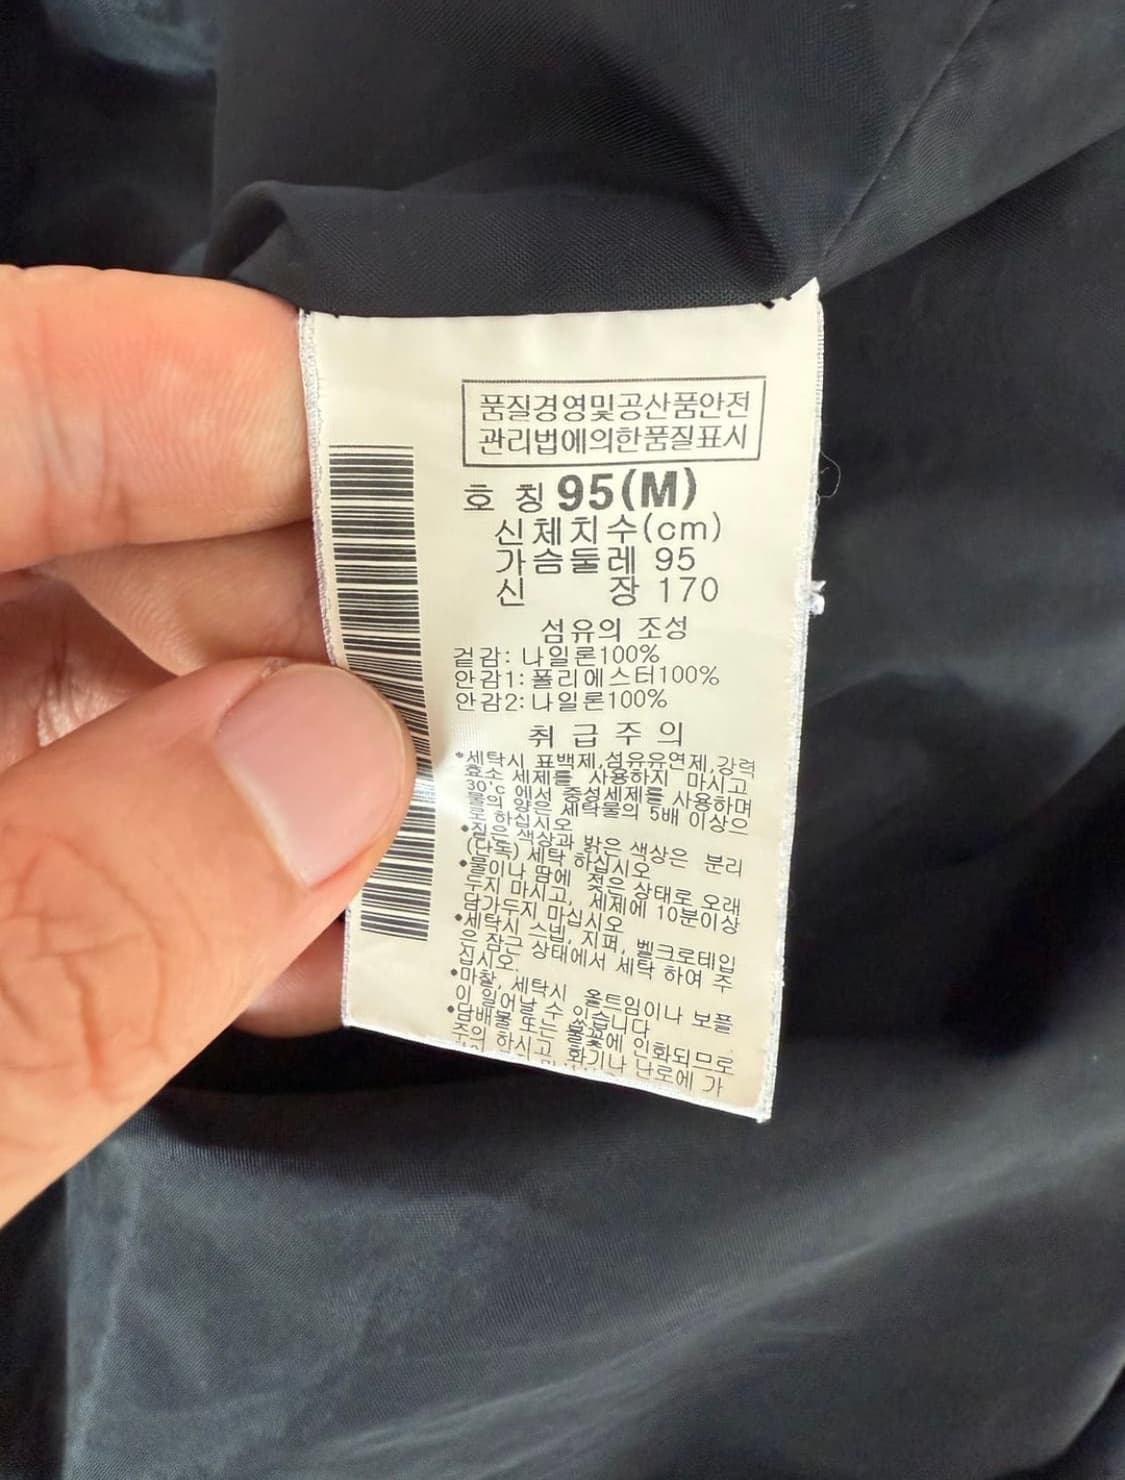 품질경영및공산품안전
관리법에의한품질표시
호 칭 95(M)
신체치수(cm)
가슴둘레 95
신 장 170
섬유의 조성
겉감: 나일론100%
안감1: 폴리에스터100%
안감2: 나일론100%
취 급 주 의
•세탁시 표백제,섬유유연제,강력
효소 세제를 사용하지 마시고
30°c 에서 중성세제를 사용하며
물의 양은 세탁물의 5배 이상으
로 하십시오
•짙은 색상과 밝은 색상은 분리
(단독) 세탁 하십시오
•물이나 땀에 젖은 상태로 오래
두지 마시고, 세제에 10분이상
담가두지 마십시오
•세탁시 스냅, 지퍼, 벨크로테입
은 잠근 상태에서 세탁 하여 주
십시오.
•마찰, 세탁시 올트임이나 보플
이 일어날 수 있습니다
•담배불 또는 불꽃에 인화되므로
주의 하시고, 화기나 난로에 가